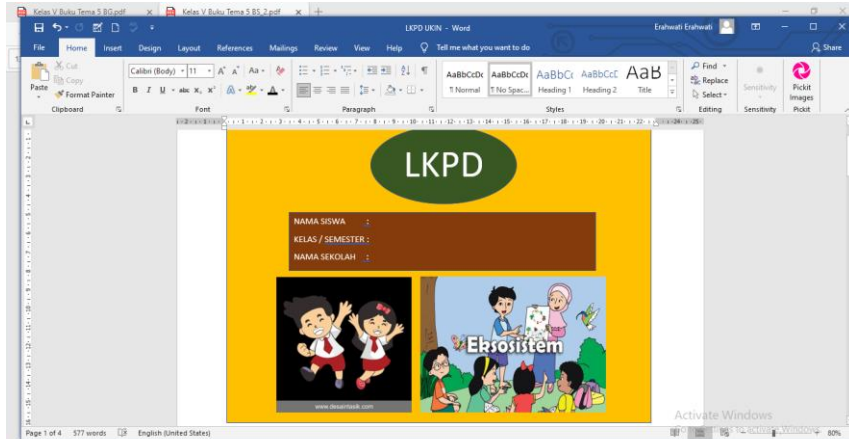 Kelas V Buku Tema 5 BG.pdf
Kelas V Buku Tema 5 BS_2.pdf
LKPD UKIN - Word
Erahwati Erahwati
File Home Insert Design Layout References Mailings Review View Help Tell me what you want to do
Share
Cut
Copy
Format Painter
Paste
Clipboard
Calibri (Body) 11
Font
Paragraph
AaBbCcDc AaBbCcDc AaBbCc AaBbCcC AaB
¶ Normal ¶ No Spac... Heading 1 Heading 2 Title
Styles
Find
Replace
Select
Editing
Sensitivity
Sensitivity
Pickit
Images
Pickit
LKPD
NAMA SISWA :
KELAS / SEMESTER :
NAMA SEKOLAH :
Eksosistem
www.desaintasik.com
Activate Windows
Page 1 of 4 577 words English (United States)
80%